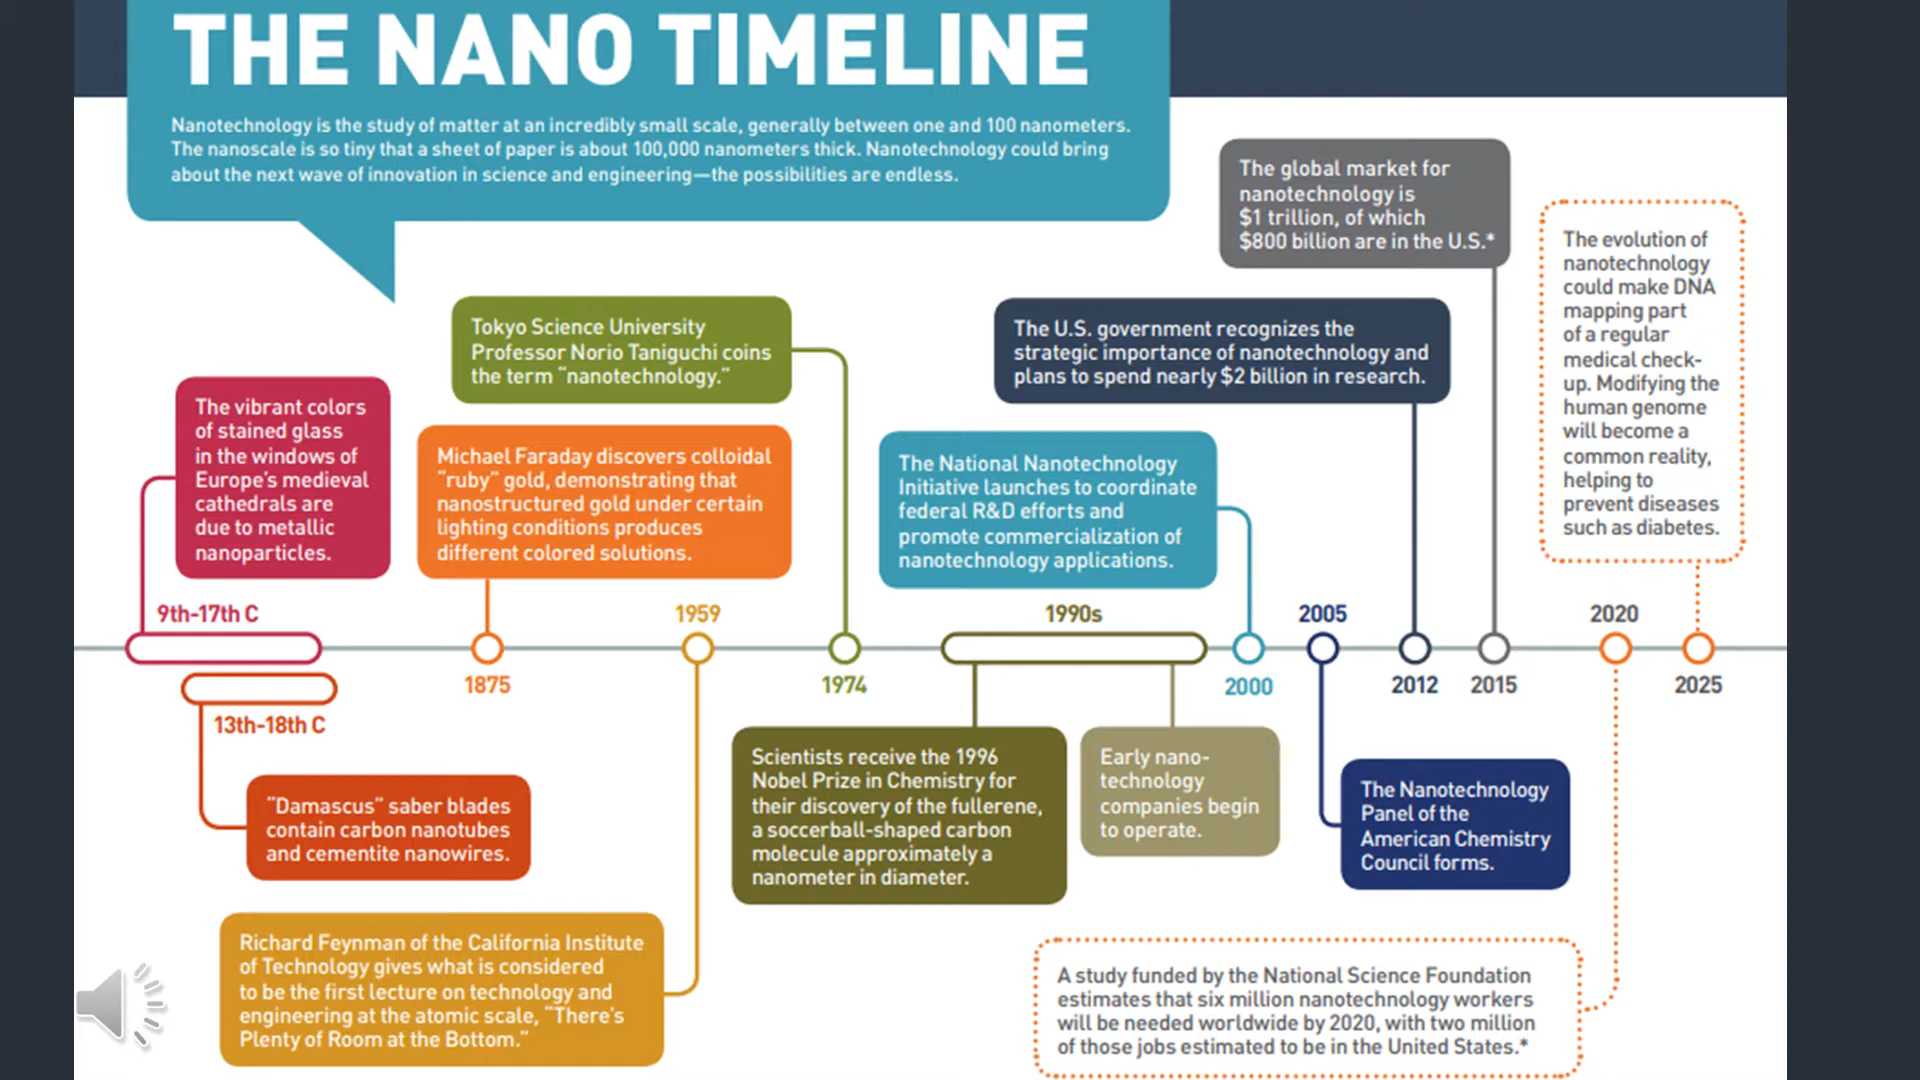 THE NANO TIMELINE
Nanotechnology is the study of matter at an incredibly small scale, generally between one and 100 nanometers.
The nanoscale is so tiny that a sheet of paper is about 100,000 nanometers thick. Nanotechnology could bring
about the next wave of innovation in science and engineering—the possibilities are endless.
The vibrant colors
of stained glass
in the windows of
Europe's medieval
cathedrals are
due to metallic
nanoparticles.
9th-17th C
13th-18th C
"Damascus" saber blades
contain carbon nanotubes
and cementite nanowires.
Michael Faraday discovers colloidal
"ruby" gold, demonstrating that
nanostructured gold under certain
lighting conditions produces
different colored solutions.
1875
1959
Richard Feynman of the California Institute
of Technology gives what is considered
to be the first lecture on technology and
engineering at the atomic scale, "There's
Plenty of Room at the Bottom."
Tokyo Science University
Professor Norio Taniguchi coins
the term "nanotechnology."
1974
1990s
Scientists receive the 1996
Nobel Prize in Chemistry for
their discovery of the fullerene,
a soccerball-shaped carbon
molecule approximately a
nanometer in diameter.
Early nano-
technology
companies begin
to operate.
The National Nanotechnology
Initiative launches to coordinate
federal R&D efforts and
promote commercialization of
nanotechnology applications.
2000
2005
The Nanotechnology
Panel of the
American Chemistry
Council forms.
The U.S. government recognizes the
strategic importance of nanotechnology and
plans to spend nearly $2 billion in research.
2012
The global market for
nanotechnology is
$1 trillion, of which
$800 billion are in the U.S.*
2015
2020
A study funded by the National Science Foundation
estimates that six million nanotechnology workers
will be needed worldwide by 2020, with two million
of those jobs estimated to be in the United States.*
The evolution of
nanotechnology
could make DNA
mapping part
of a regular
medical check-
up. Modifying the
human genome
will become a
common reality,
helping to
prevent diseases
such as diabetes.
2025